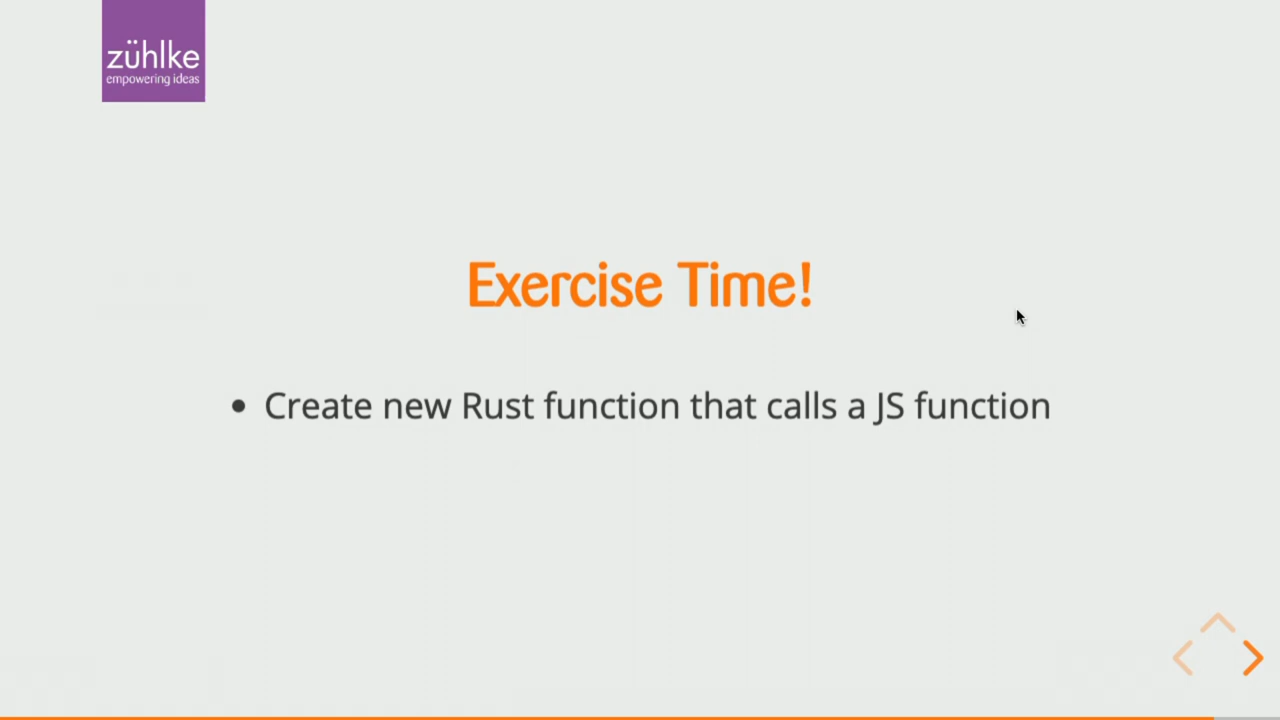 zühlke
empowering ideas
Exercise Time!
• Create new Rust function that calls a JS function